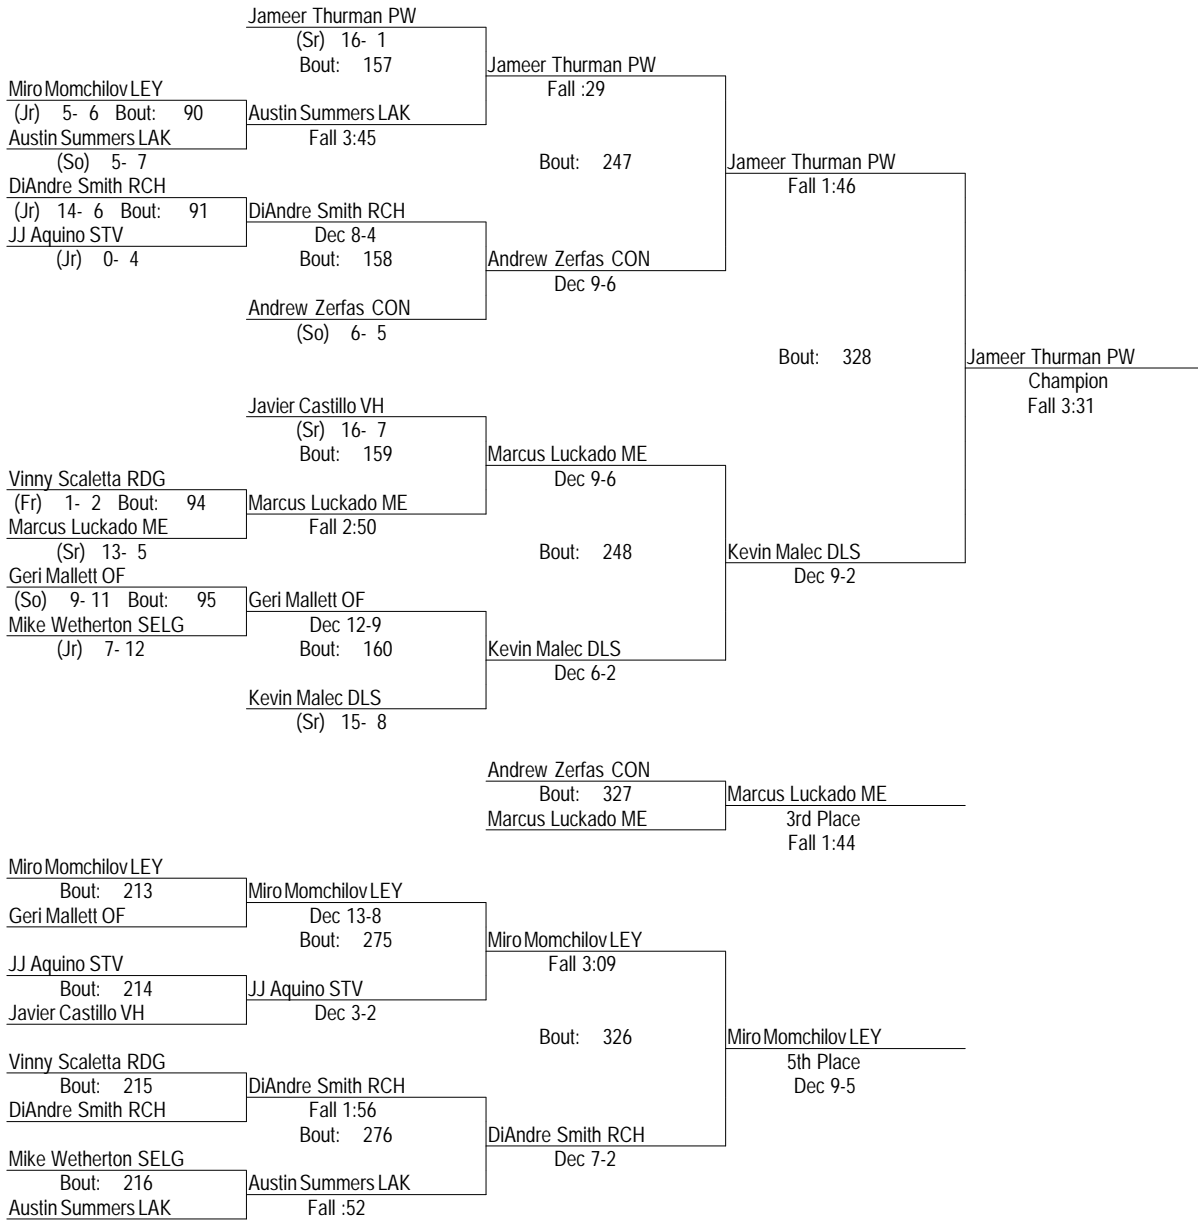 Jameer Thurman PW
(Sr) 16- 1
Bout: 157
Jameer Thurman PW
Fall :29
Miro Momchilov LEY
(Jr) 5- 6 Bout: 90
Austin Summers LAK
Austin Summers LAK
Fall 3:45
(So) 5- 7
Bout: 247
Jameer Thurman PW
Fall 1:46
DiAndre Smith RCH
(Jr) 14- 6 Bout: 91
DiAndre Smith RCH
JJ Aquino STV
Dec 8-4
(Jr) 0- 4
Bout: 158
Andrew Zerfas CON
Dec 9-6
Andrew Zerfas CON
(So) 6- 5
Bout: 328
Jameer Thurman PW
Champion
Fall 3:31
Javier Castillo VH
(Sr) 16- 7
Bout: 159
Marcus Luckado ME
Dec 9-6
Vinny Scaletta RDG
(Fr) 1- 2 Bout: 94
Marcus Luckado ME
Marcus Luckado ME
Fall 2:50
(Sr) 13- 5
Bout: 248
Kevin Malec DLS
Dec 9-2
Geri Mallett OF
(So) 9- 11 Bout: 95
Geri Mallett OF
Mike Wetherton SELG
Dec 12-9
(Jr) 7- 12
Bout: 160
Kevin Malec DLS
Dec 6-2
Kevin Malec DLS
(Sr) 15- 8
Andrew Zerfas CON
Bout: 327
Marcus Luckado ME
Marcus Luckado ME
3rd Place
Fall 1:44
Miro Momchilov LEY
Bout: 213
Miro Momchilov LEY
Geri Mallett OF
Dec 13-8
Bout: 275
Miro Momchilov LEY
Fall 3:09
JJ Aquino STV
Bout: 214
JJ Aquino STV
Javier Castillo VH
Dec 3-2
Bout: 326
Miro Momchilov LEY
5th Place
Dec 9-5
Vinny Scaletta RDG
Bout: 215
DiAndre Smith RCH
DiAndre Smith RCH
Fall 1:56
Bout: 276
DiAndre Smith RCH
Dec 7-2
Mike Wetherton SELG
Bout: 216
Austin Summers LAK
Austin Summers LAK
Fall :52